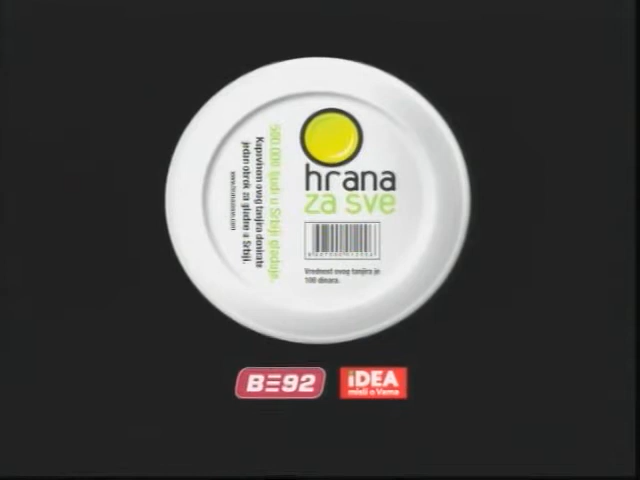 hrana
za sve
Vrednost ovog tanjira je
100 dinara.
500.000 ljudi u Srbiji gladuje.
Kupovinom ovog tanjira donirate
jedan obrok za gladne u Srbiji.
B92
iDEA
misli o Vama